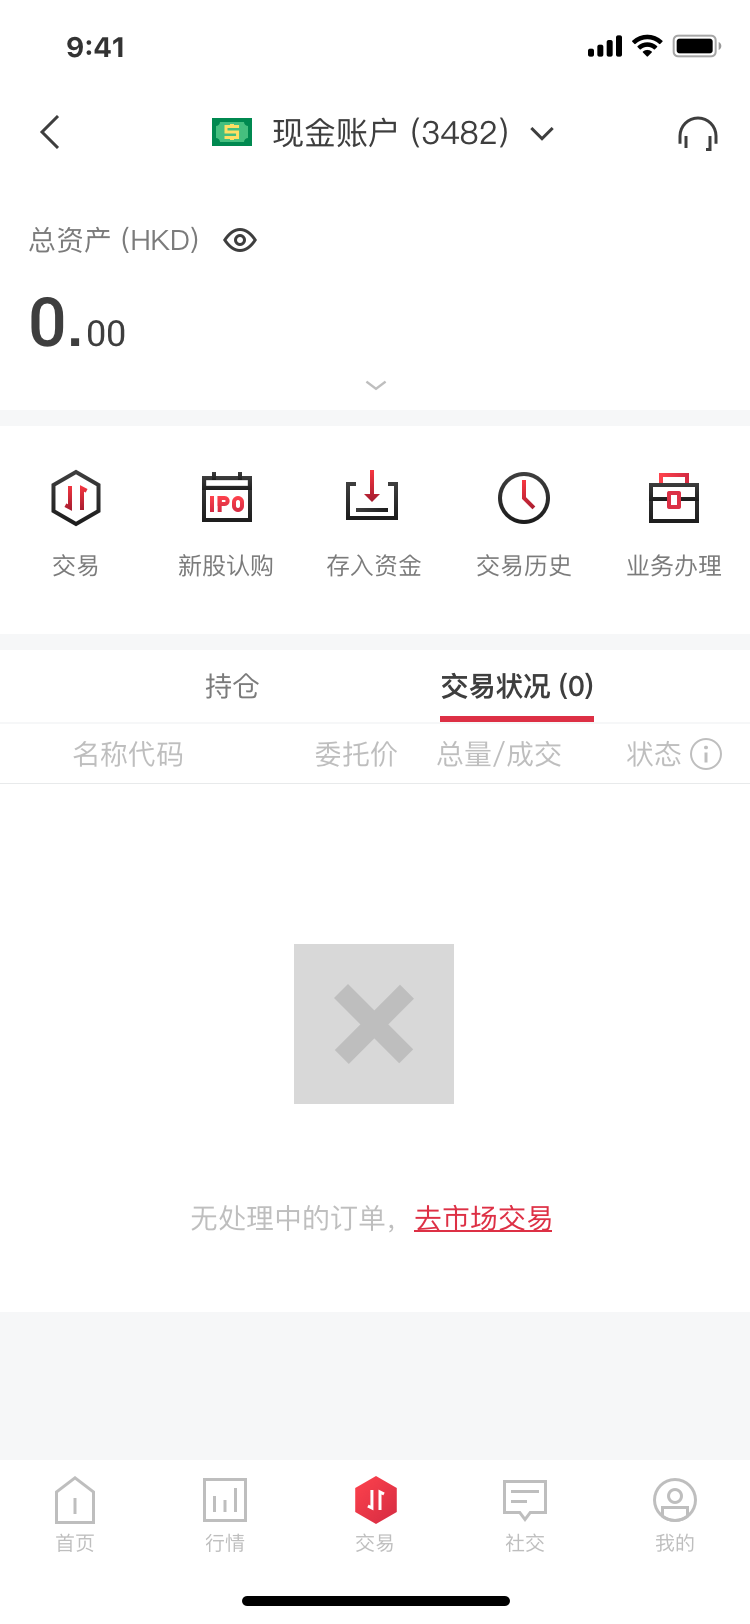 9:41
现金账户 (3482)
总资产 (HKD)
0.00
IPO
交易 新股认购 存入资金 交易历史 业务办理
持仓 交易状况 (0)
名称代码 委托价 总量/成交 状态
无处理中的订单，去市场交易
首页 行情 交易 社交 我的